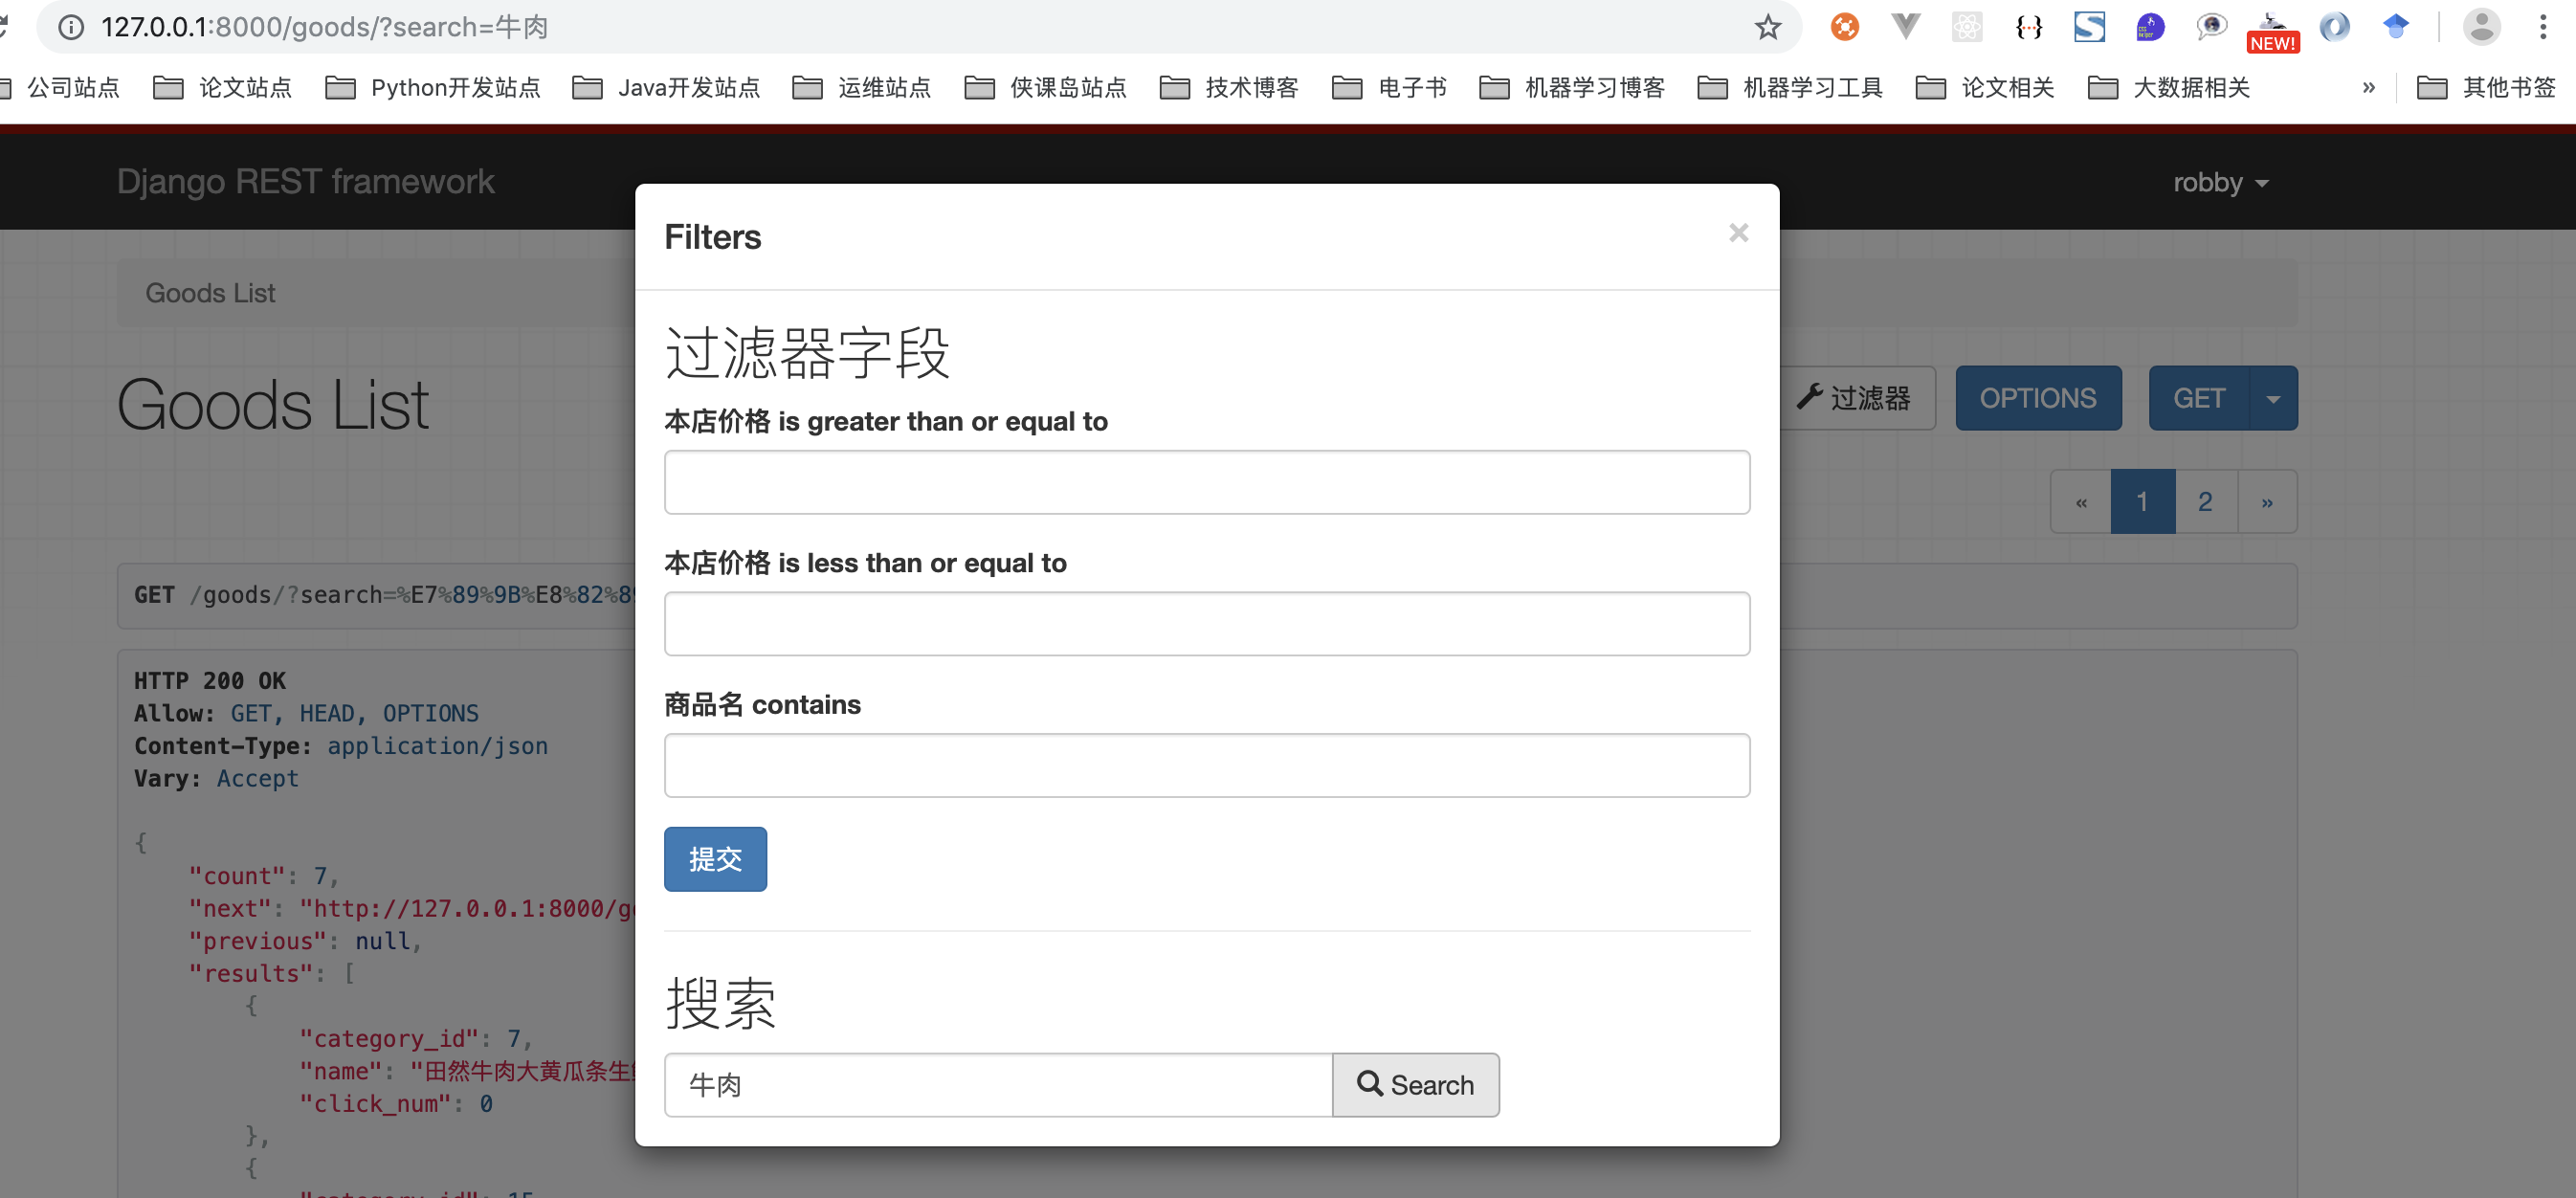 127.0.0.1:8000/goods/?search=牛肉
NEW!
公司站点 论文站点 Python开发站点 Java开发站点 运维站点 侠课岛站点 技术博客 电子书 机器学习博客 机器学习工具 论文相关 大数据相关 » 其他书签
Django REST framework
robby
Filters ×
Goods List
过滤器字段
Goods List
过滤器 OPTIONS GET
本店价格 is greater than or equal to
« 1 2 »
本店价格 is less than or equal to
GET /goods/?search=%E7%89%9B%E8%82%89
商品名 contains
提交
HTTP 200 OK
Allow: GET, HEAD, OPTIONS
Content-Type: application/json
Vary: Accept
{
"count": 7,
"next": "http://127.0.0.1:8000/g
"previous": null,
"results": [
{
"category_id": 7,
"name": "田然牛肉大黄瓜条生
"click_num": 0
},
{
"category_id": 15
搜索
牛肉 Search